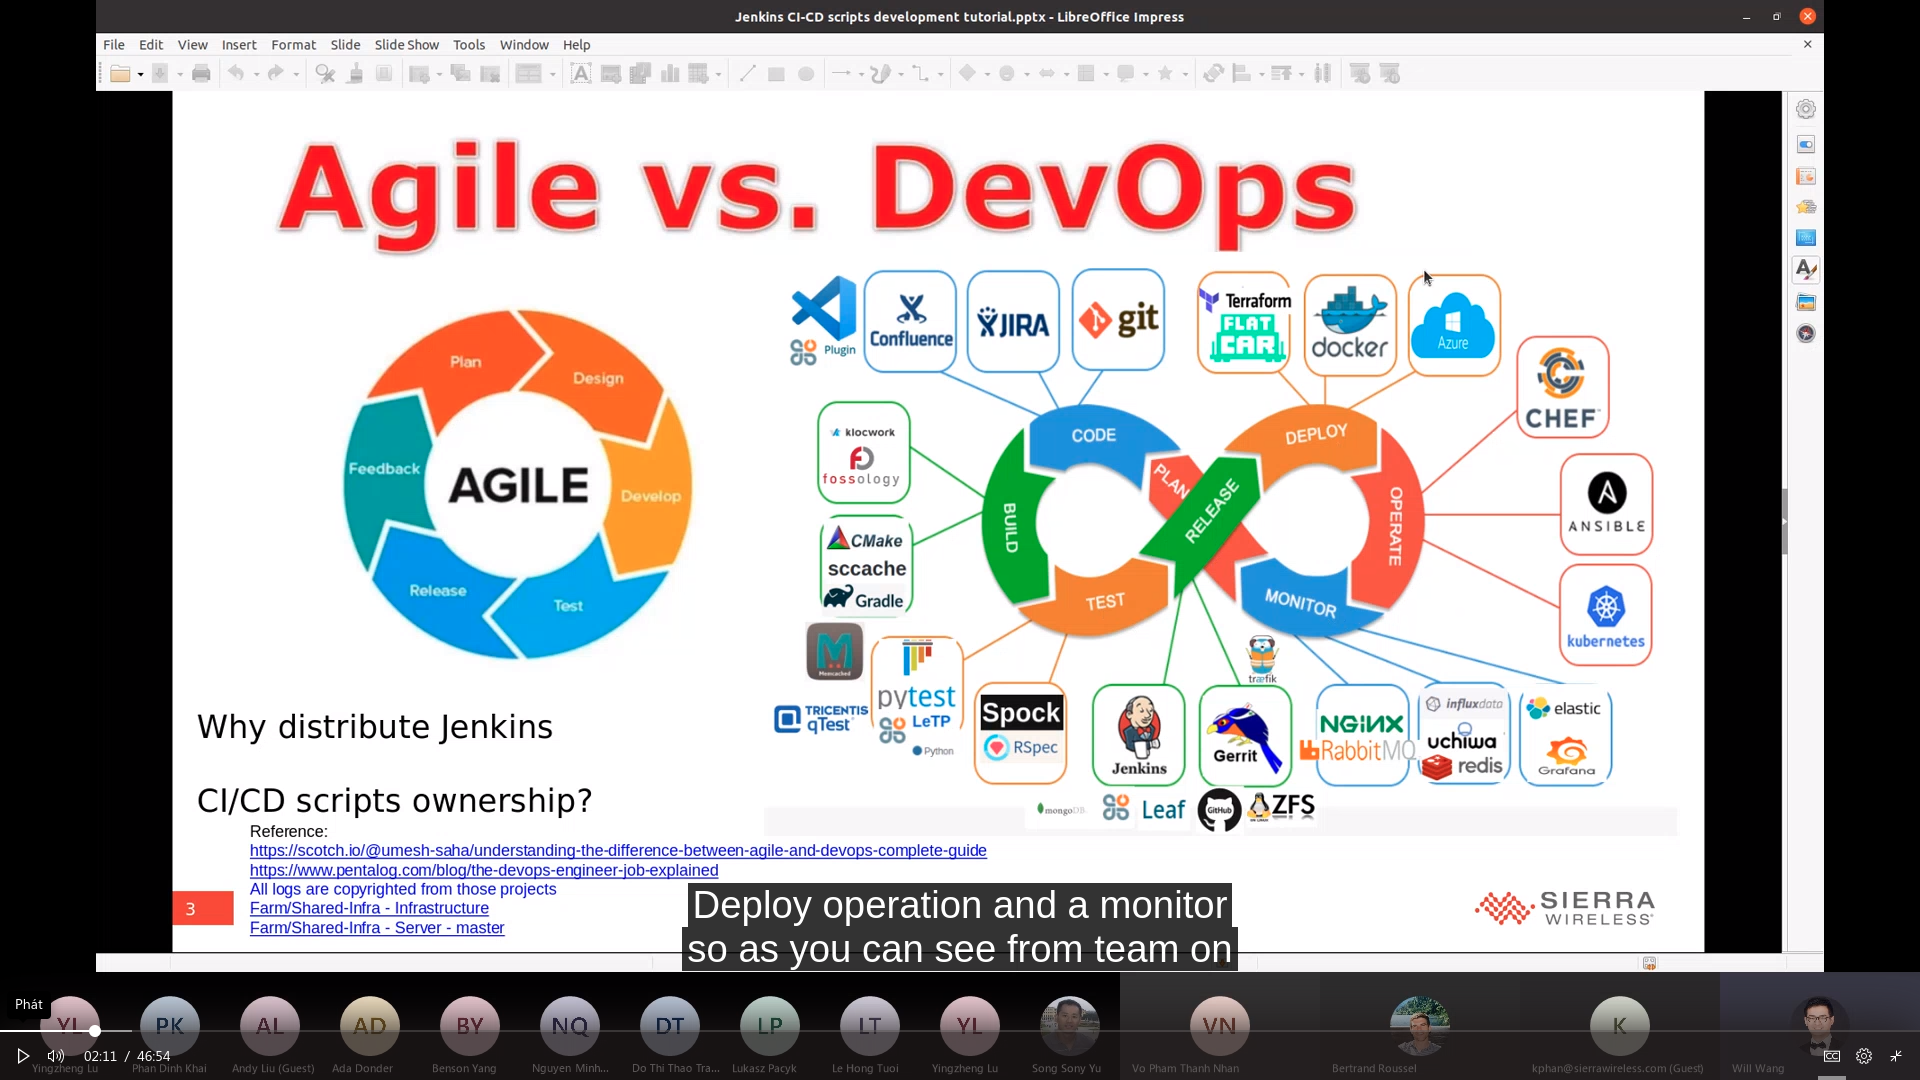 Jenkins CI-CD scripts development tutorial.pptx - LibreOffice Impress
File Edit View Insert Format Slide Slide Show Tools Window Help
Agile vs. DevOps
Plan
Design
Feedback
AGILE
Develop
Release
Test
Plugin
Confluence
JIRA
git
Terraform
FLAT
CAR
docker
Azure
CHEF
klocwork
fossology
CODE
DEPLOY
PLAN
RELEASE
BUILD
OPERATE
ANSIBLE
CMake
sccache
Gradle
TEST
MONITOR
kubernetes
Memcached
pytest
LeTP
Python
TRICENTIS
qTest
Spock
RSpec
Jenkins
Gerrit
træfik
NGINX
RabbitMQ
influxdata
uchiwa
redis
elastic
Grafana
mongoDB
Leaf
GitHub
ZFS
Why distribute Jenkins
CI/CD scripts ownership?
Reference:
https://scotch.io/@umesh-saha/understanding-the-difference-between-agile-and-devops-complete-guide
https://www.pentalog.com/blog/the-devops-engineer-job-explained
All logs are copyrighted from those projects
Farm/Shared-Infra - Infrastructure
Farm/Shared-Infra - Server - master
3
SIERRA
WIRELESS
Deploy operation and a monitor
so as you can see from team on
Phát
YL PK AL AD BY NQ DT LP LT YL VN K
02:11 / 46:54
CC
Yingzheng Lu Phan Dinh Khai Andy Liu (Guest) Ada Donder Benson Yang Nguyen Minh... Do Thi Thao Tra... Lukasz Pacyk Le Hong Tuoi Yingzheng Lu Song Sony Yu Vo Pham Thanh Nhan Bertrand Roussel kphan@sierrawireless.com (Guest) Will Wang